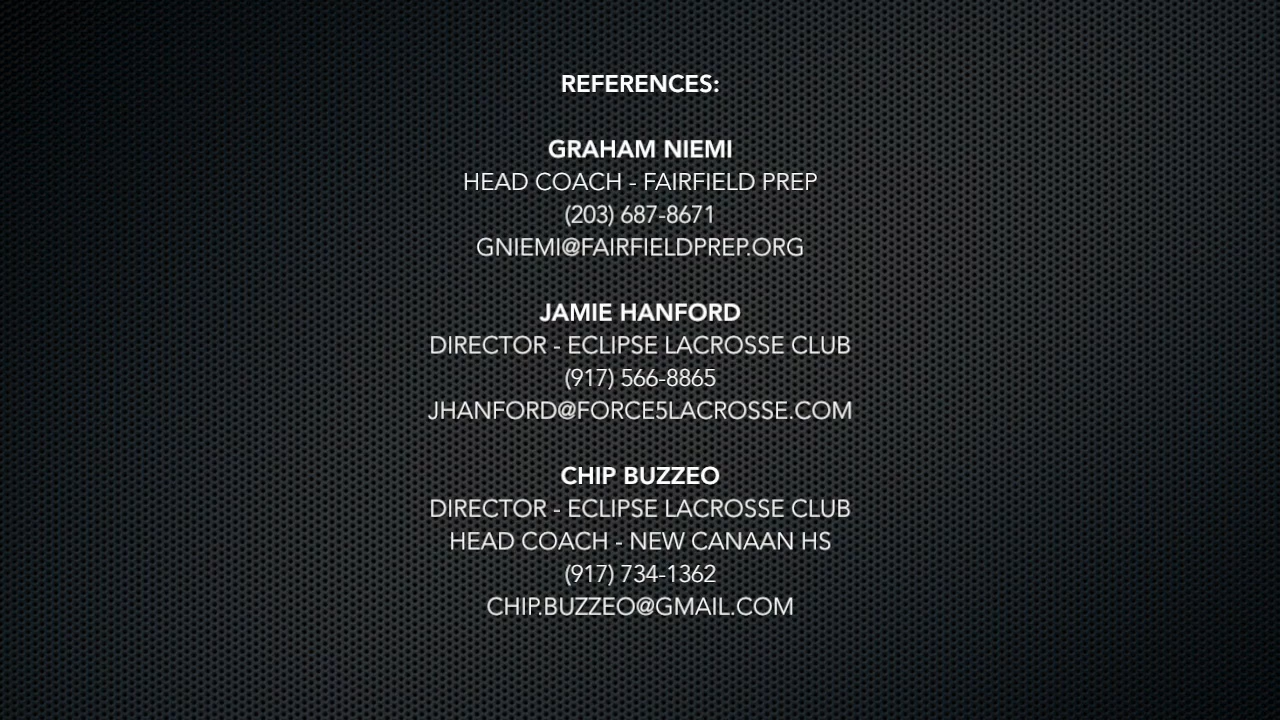 REFERENCES:
GRAHAM NIEMI
HEAD COACH - FAIRFIELD PREP
(203) 687-8671
GNIEMI@FAIRFIELDPREP.ORG
JAMIE HANFORD
DIRECTOR - ECLIPSE LACROSSE CLUB
(917) 566-8865
JHANFORD@FORCE5LACROSSE.COM
CHIP BUZZEO
DIRECTOR - ECLIPSE LACROSSE CLUB
HEAD COACH - NEW CANAAN HS
(917) 734-1362
CHIP.BUZZEO@GMAIL.COM